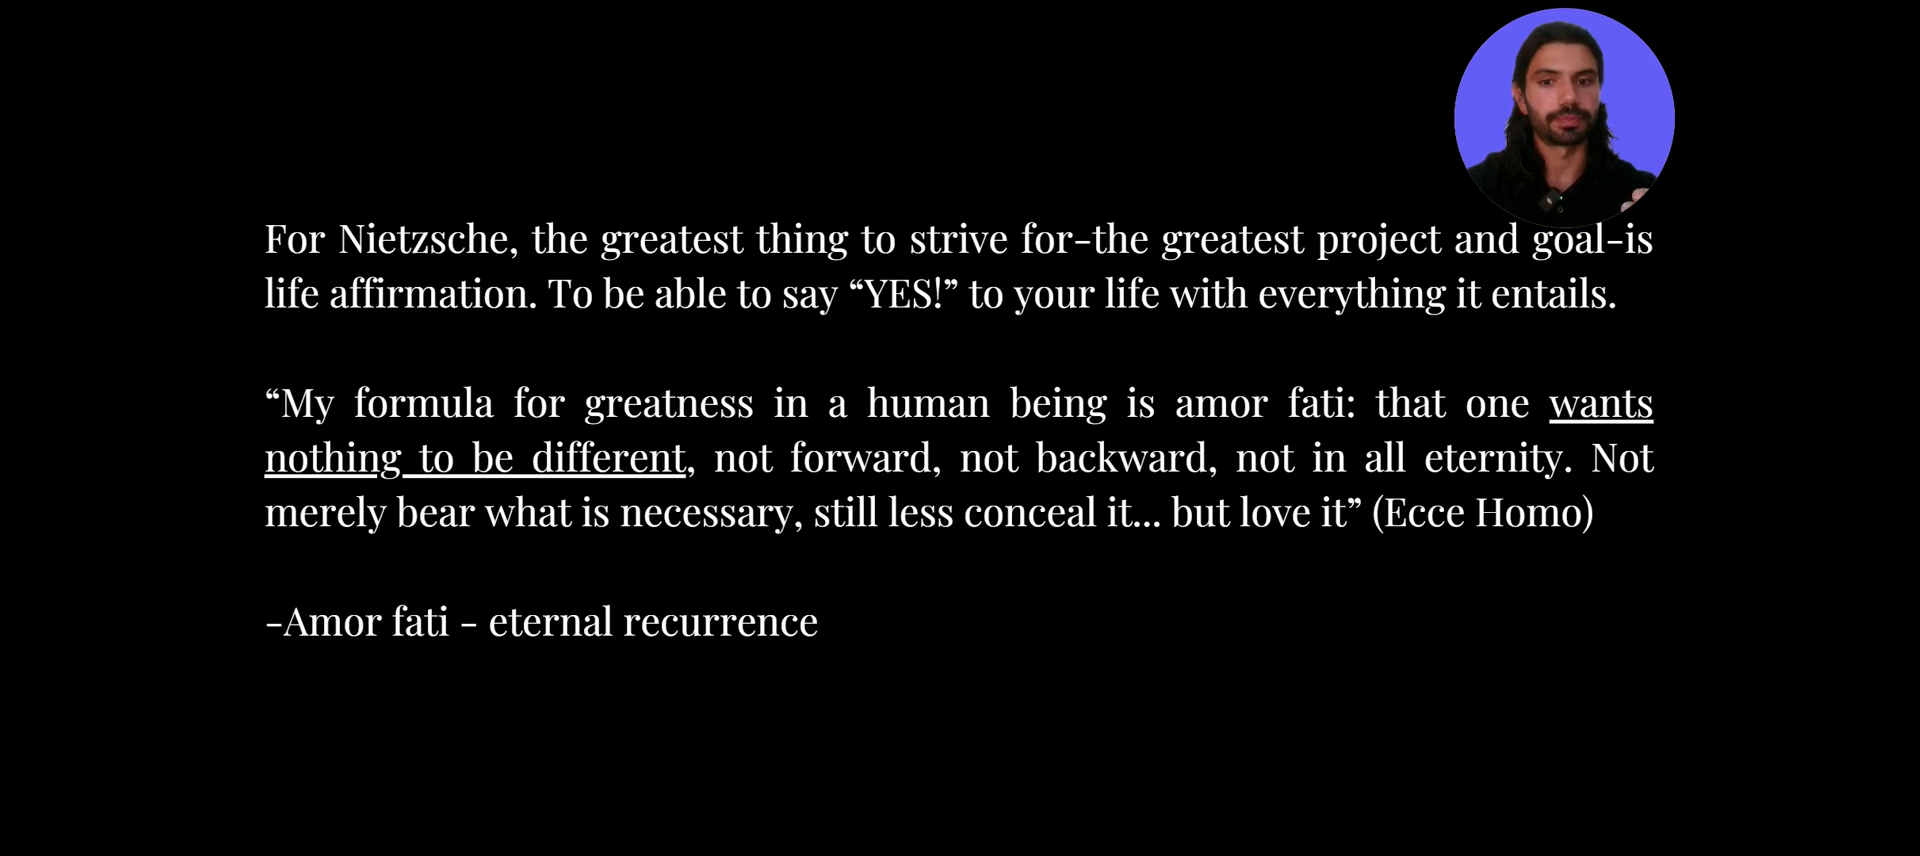 For Nietzsche, the greatest thing to strive for-the greatest project and goal-is
life affirmation. To be able to say “YES!” to your life with everything it entails.
“My formula for greatness in a human being is amor fati: that one wants
nothing to be different, not forward, not backward, not in all eternity. Not
merely bear what is necessary, still less conceal it... but love it” (Ecce Homo)
-Amor fati - eternal recurrence